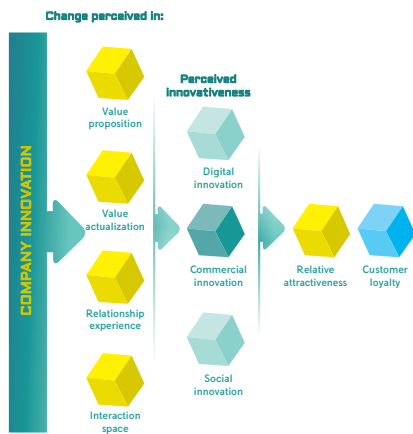 Change perceived in:
COMPANY INNOVATION
Value
proposition
Value
actualization
Relationship
experience
Interaction
space
Perceived
innovativeness
Digital
innovation
Commercial
innovation
Social
innovation
Relative
attractiveness
Customer
loyalty